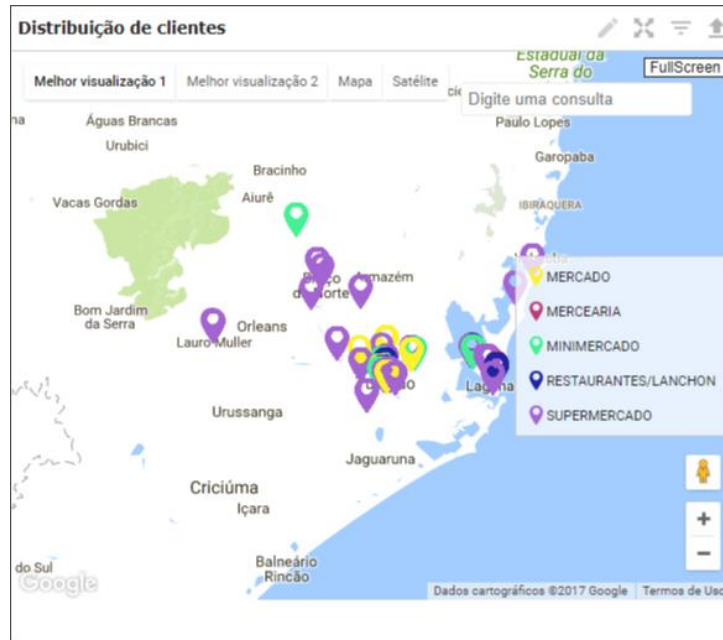 Distribuição de clientes
Estadual da
Serra do
FullScreen
Melhor visualização 1
Melhor visualização 2
Mapa
Satélite
Digite uma consulta
Águas Brancas
Urubici
Paulo Lopes
Garopaba
Bracinho
Aiurê
Vacas Gordas
IBIRAQUERA
Armazém
MERCADO
Bom Jardim
da Serra
Orleans
Lauro Muller
MERCEARIA
MINIMERCADO
RESTAURANTES/LANCHON
SUPERMERCADO
Urussanga
Jaguaruna
Criciúma
Içara
do Sul
Balneário
Rincão
Google
Dados cartográficos ©2017 Google
Termos de Uso